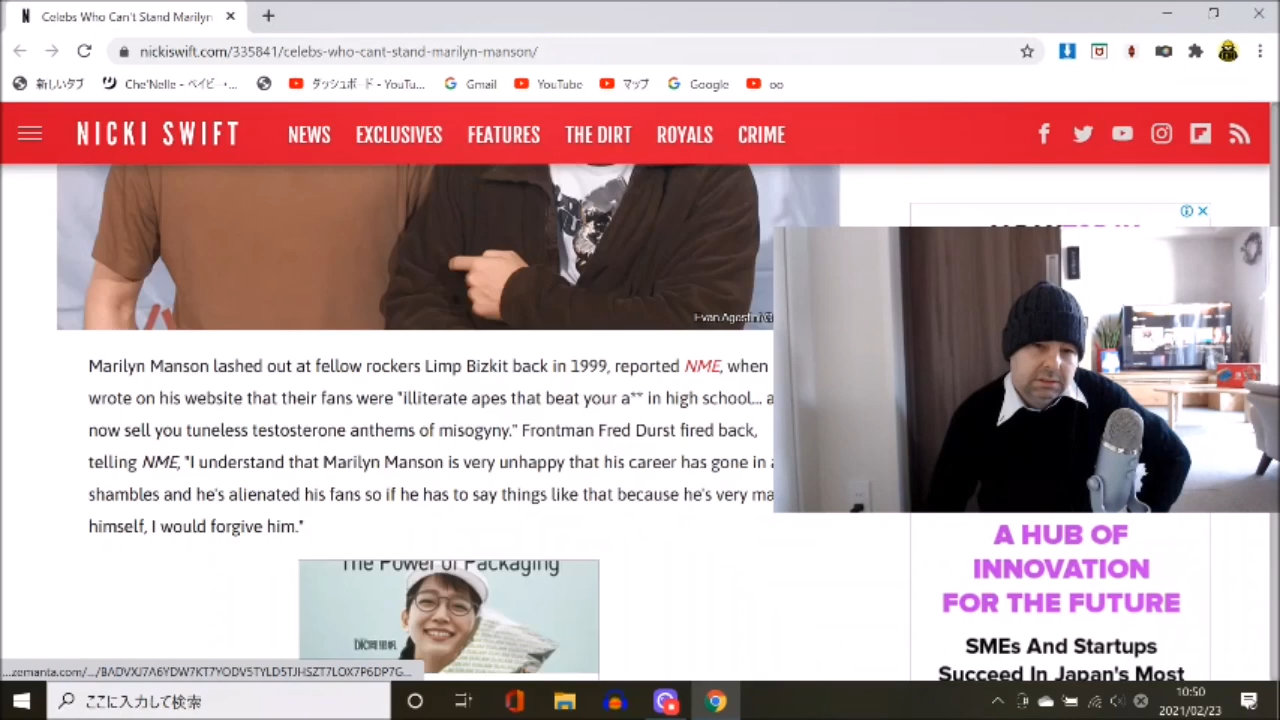 Celebs Who Can't Stand Marilyn
nickiswift.com/335841/celebs-who-cant-stand-marilyn-manson/
新しいタブ Che'Nelle - ベイビー・... ダッシュボード - YouTu... Gmail YouTube マップ Google oo
NICKI SWIFT NEWS EXCLUSIVES FEATURES THE DIRT ROYALS CRIME
Evan Agostini/G
Marilyn Manson lashed out at fellow rockers Limp Bizkit back in 1999, reported NME, when
wrote on his website that their fans were "illiterate apes that beat your a** in high school... a
now sell you tuneless testosterone anthems of misogyny." Frontman Fred Durst fired back,
telling NME, "I understand that Marilyn Manson is very unhappy that his career has gone in a
shambles and he's alienated his fans so if he has to say things like that because he's very ma
himself, I would forgive him."
The Power of Packaging
A HUB OF
INNOVATION
FOR THE FUTURE
SMEs And Startups
Succeed In Japan's Most
...zemanta.com/.../BADVXJ7A6YDW7KT7YODV5TYLD5TJHSZT7LOX7P6DP7G...
ここに入力して検索
10:50
2021/02/23